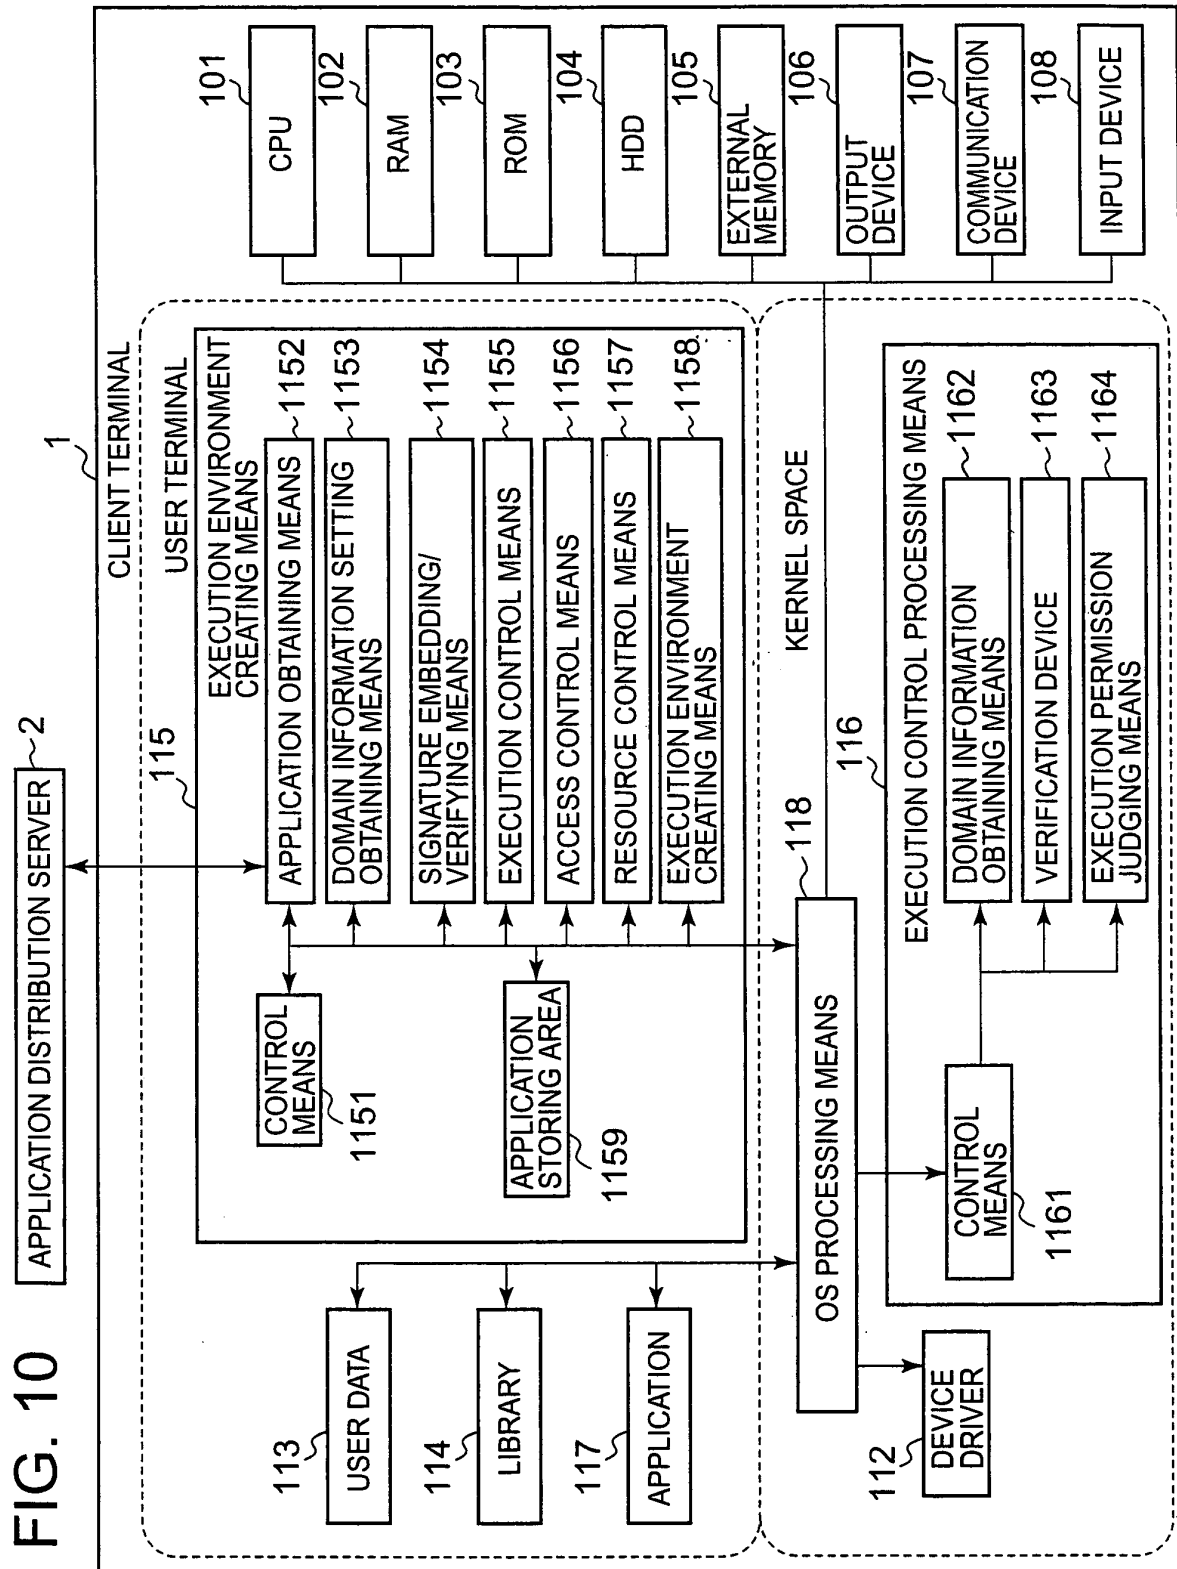 FIG. 10
APPLICATION DISTRIBUTION SERVER
2
1
CLIENT TERMINAL
USER TERMINAL
115
EXECUTION ENVIRONMENT
CREATING MEANS
CONTROL
MEANS
1151
APPLICATION OBTAINING MEANS
1152
DOMAIN INFORMATION SETTING
OBTAINING MEANS
1153
SIGNATURE EMBEDDING/
VERIFYING MEANS
1154
EXECUTION CONTROL MEANS
1155
ACCESS CONTROL MEANS
1156
RESOURCE CONTROL MEANS
1157
EXECUTION ENVIRONMENT
CREATING MEANS
1158
APPLICATION
STORING AREA
1159
113
USER DATA
114
LIBRARY
117
APPLICATION
KERNEL SPACE
118
OS PROCESSING MEANS
112
DEVICE
DRIVER
116
EXECUTION CONTROL PROCESSING MEANS
CONTROL
MEANS
1161
DOMAIN INFORMATION
OBTAINING MEANS
1162
VERIFICATION DEVICE
1163
EXECUTION PERMISSION
JUDGING MEANS
1164
101
CPU
102
RAM
103
ROM
104
HDD
105
EXTERNAL
MEMORY
106
OUTPUT
DEVICE
107
COMMUNICATION
DEVICE
108
INPUT DEVICE